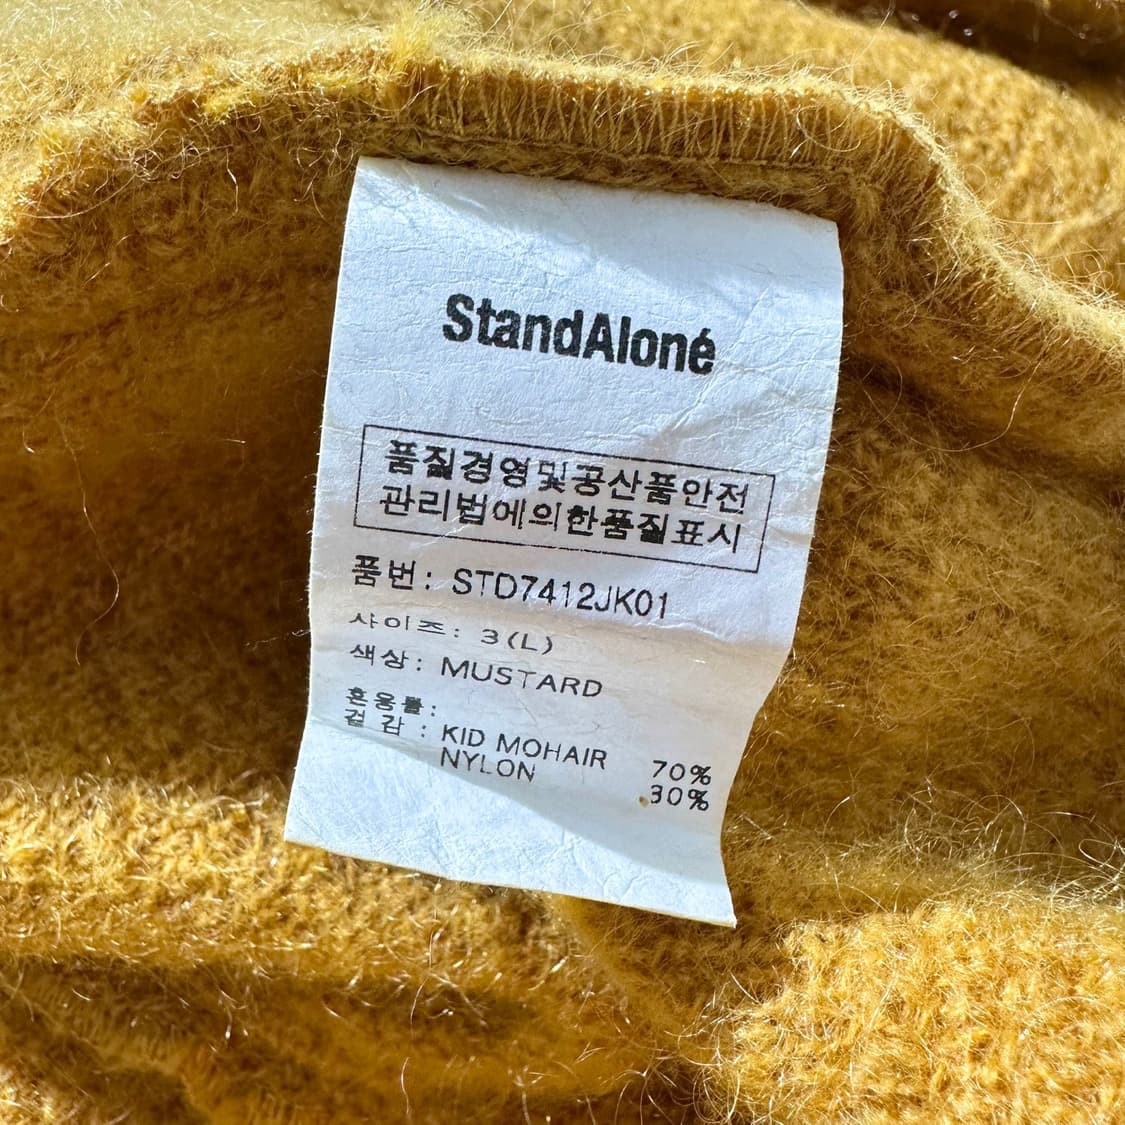 StandAloné
품질경영및공산품안전
관리법에의한품질표시
품번: STD7412JK01
사이즈: 3(L)
색상: MUSTARD
혼용률:
겉감: KID MOHAIR 70%
NYLON 30%